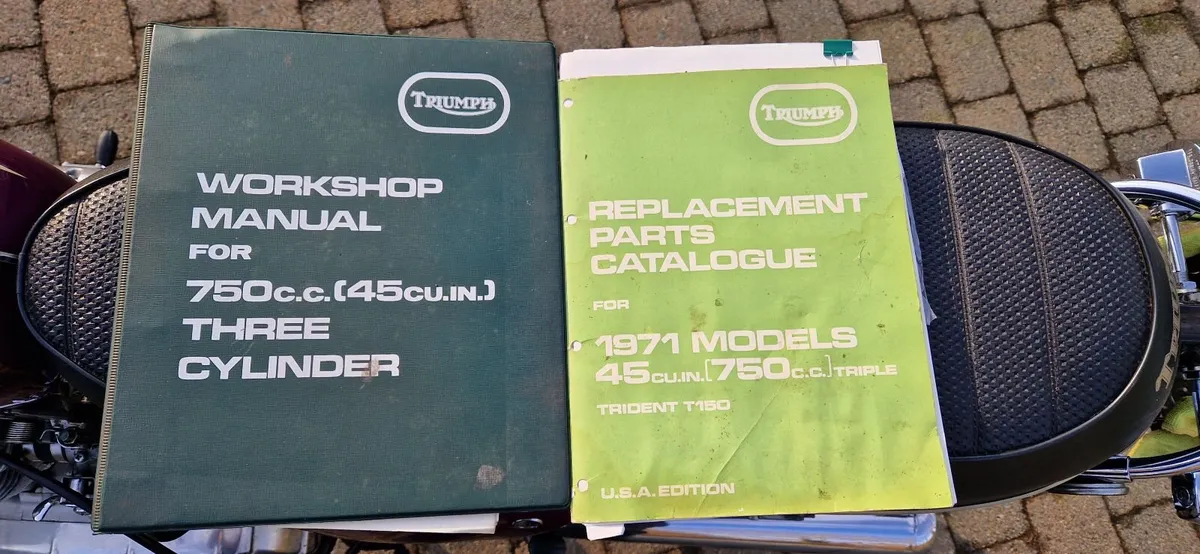 TRIUMPH
WORKSHOP
MANUAL
FOR
750C.C.(45CU.IN.)
THREE
CYLINDER
TRIUMPH
REPLACEMENT
PARTS
CATALOGUE
FOR
1971 MODELS
45CU.IN.[750C.C.]TRIPLE
TRIDENT T150
U.S.A. EDITION